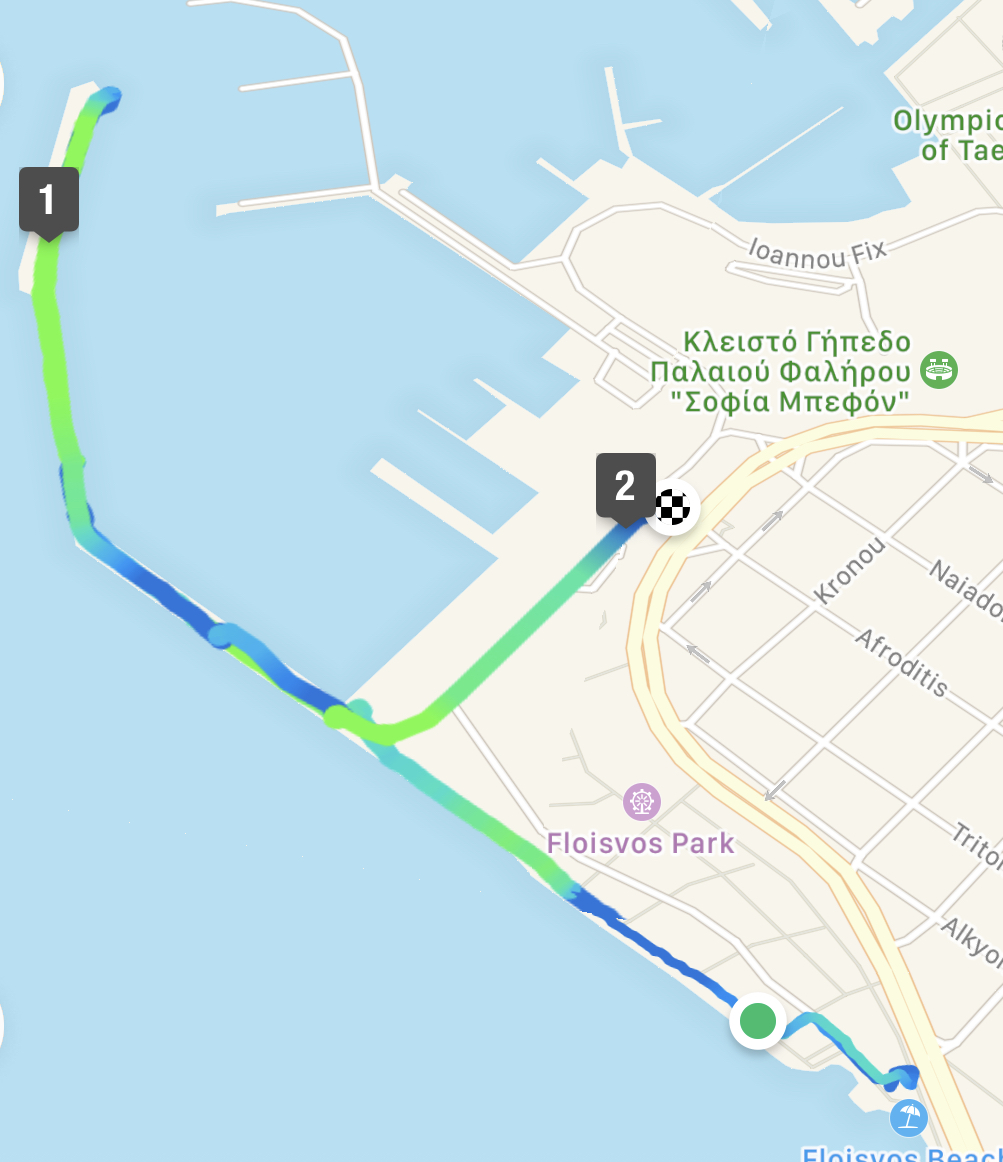 Olympic
of Tae
1
Ioannou Fix
Κλειστό Γήπεδο
Παλαιού Φαλήρου
"Σοφία Μπεφόν"
2
Kronou
Naiado
Afroditis
Floisvos Park
Trito
Alkyo
Floisvos Beach